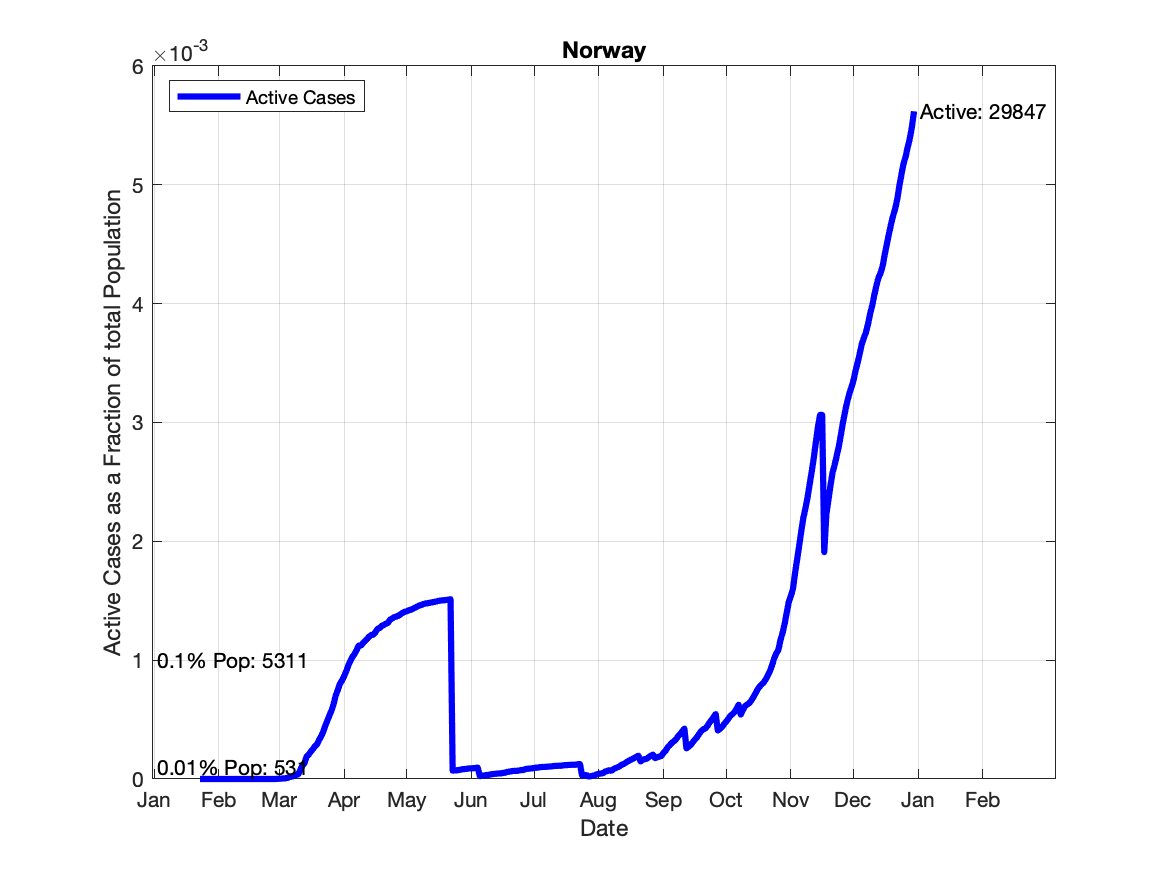 Norway
×10-3
Active Cases
Active: 29847
6
5
4
3
2
1
0
0.1% Pop: 5311
0.01% Pop: 531
Active Cases as a Fraction of total Population
Jan Feb Mar Apr May Jun Jul Aug Sep Oct Nov Dec Jan Feb
Date